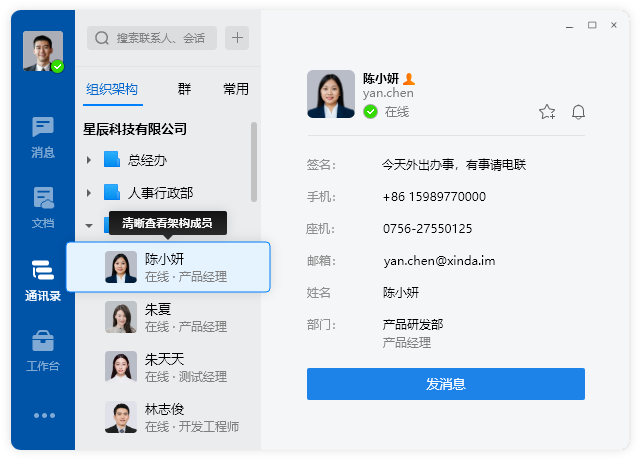 搜索联系人、会话
消息
文档
通讯录
工作台
组织架构 群 常用
星辰科技有限公司
总经办
人事行政部
清晰查看架构成员
陈小妍
在线 · 产品经理
朱夏
在线 · 产品经理
朱天天
在线 · 测试经理
林志俊
在线 · 开发工程师
陈小妍
yan.chen
在线
签名： 今天外出办事，有事请电联
手机： +86 15989770000
座机： 0756-27550125
邮箱： yan.chen@xinda.im
姓名 陈小妍
部门： 产品研发部
产品经理
发消息